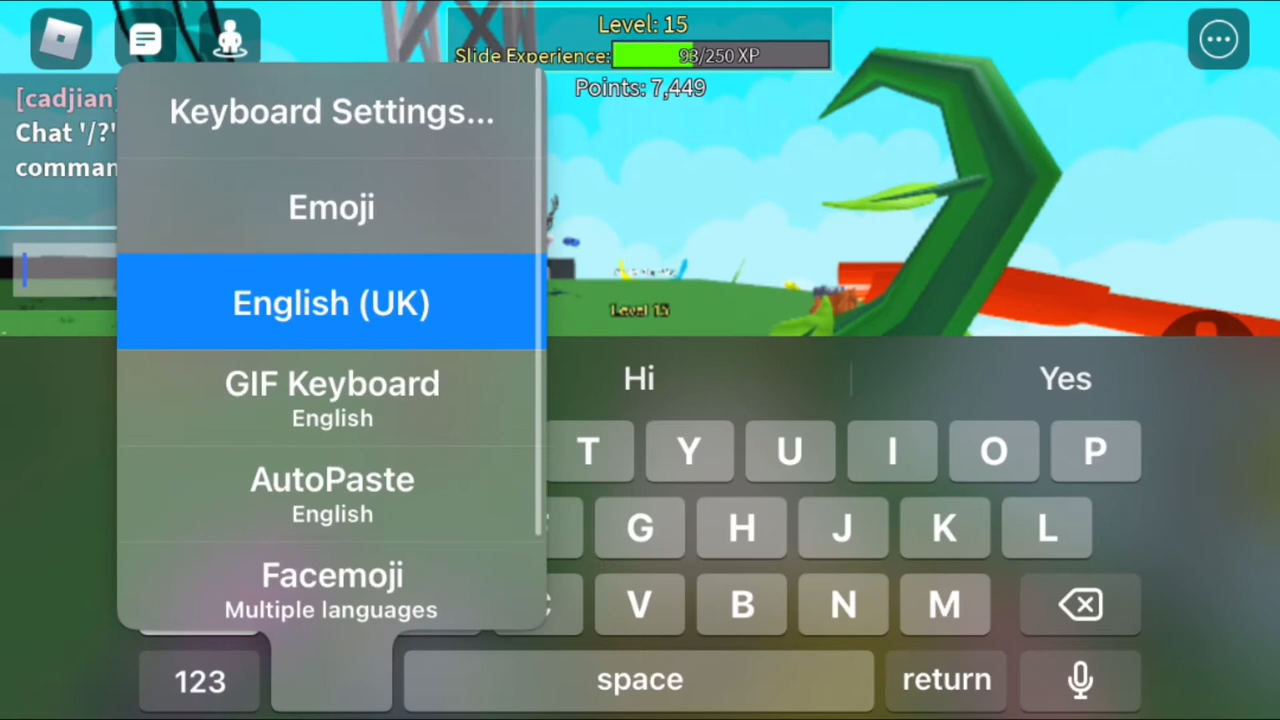 Level: 15
Slide Experience: 93/250 XP
Points: 7,449
[cadjian]
Chat '/?'
comman
Keyboard Settings...
Emoji
English (UK)
GIF Keyboard
English
AutoPaste
English
Facemoji
Multiple languages
Level 15
Hi
Yes
T Y U I O P
G H J K L
V B N M
123
space
return